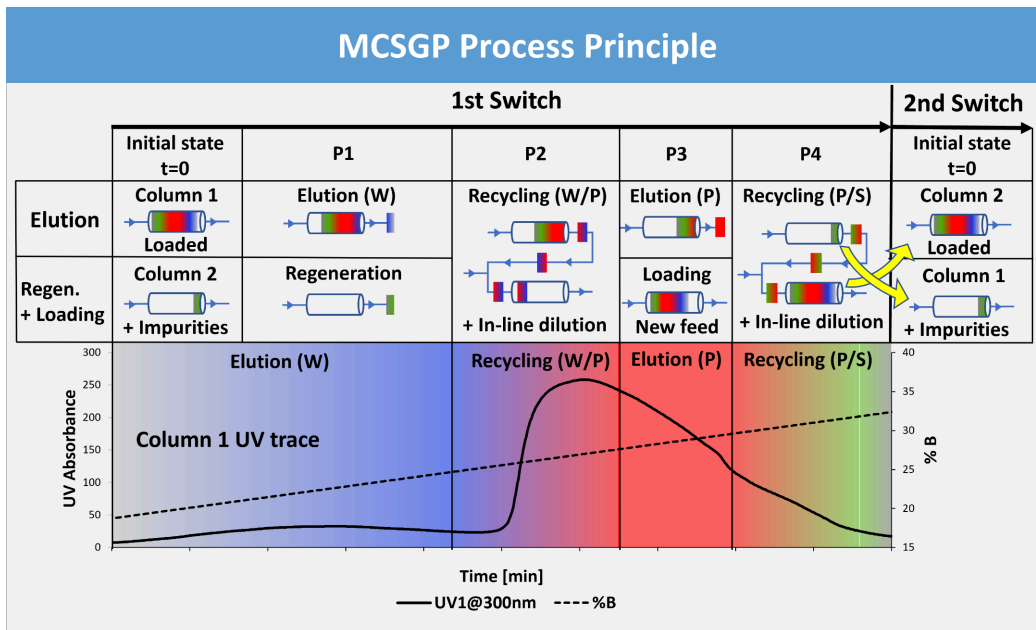 MCSGP Process Principle
1st Switch
2nd Switch
Initial state
t=0
P1
P2
P3
P4
Initial state
t=0
Elution
Column 1
Loaded
Elution (W)
Recycling (W/P)
Elution (P)
Recycling (P/S)
Column 2
Loaded
Regen.
+ Loading
Column 2
+ Impurities
Regeneration
+ In-line dilution
Loading
New feed
+ In-line dilution
Column 1
+ Impurities
Elution (W)
Recycling (W/P)
Elution (P)
Recycling (P/S)
Column 1 UV trace
UV Absorbance
300
250
200
150
100
50
0
40
35
30
25
20
15
% B
Time [min]
UV1@300nm
%B